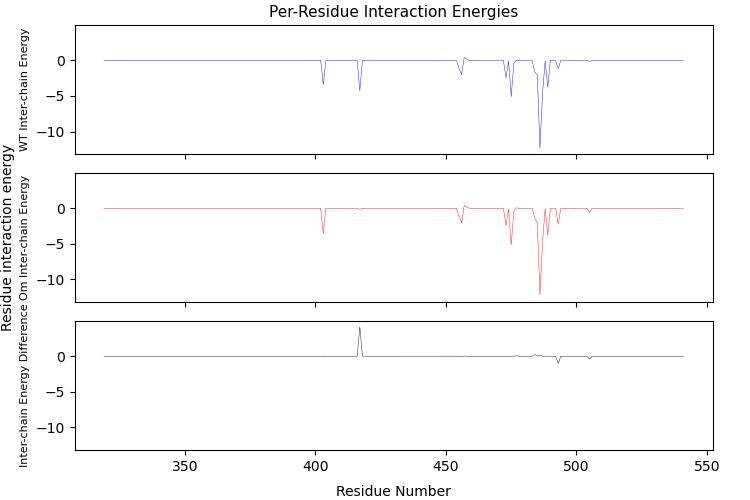 Per-Residue Interaction Energies
Residue interaction energy
WT Inter-chain Energy
0
−5
−10
Om Inter-chain Energy
0
−5
−10
Inter-chain Energy Difference
0
−5
−10
350
400
450
500
550
Residue Number